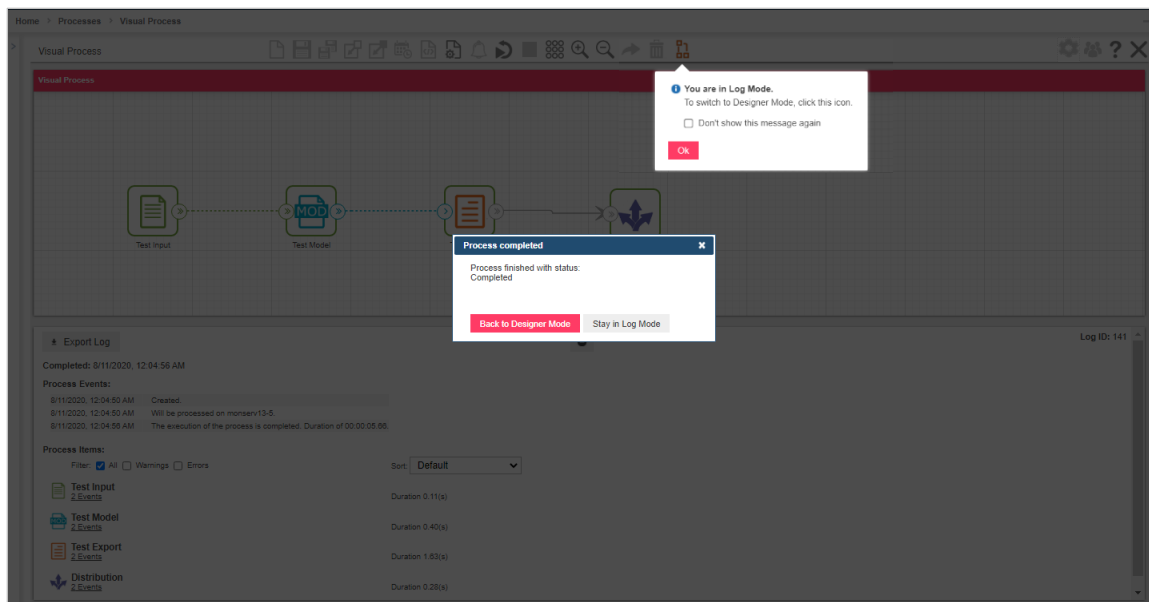 Home > Processes > Visual Process
Visual Process
Visual Process
You are in Log Mode.
To switch to Designer Mode, click this icon.
Don't show this message again
Ok
MOD
Test Input
Test Model
Process completed
Process finished with status:
Completed
Back to Designer Mode
Stay in Log Mode
Export Log
Log ID: 141
Completed: 8/11/2020, 12:04:56 AM
Process Events:
8/11/2020, 12:04:50 AM Created.
8/11/2020, 12:04:50 AM Will be processed on monserv13-5.
8/11/2020, 12:04:56 AM The execution of the process is completed. Duration of 00:00:05.66.
Process Items:
Filter: All Warnings Errors Sort: Default
Test Input
2 Events Duration 0.11(s)
Test Model
2 Events Duration 0.40(s)
Test Export
2 Events Duration 1.63(s)
Distribution
2 Events Duration 0.28(s)